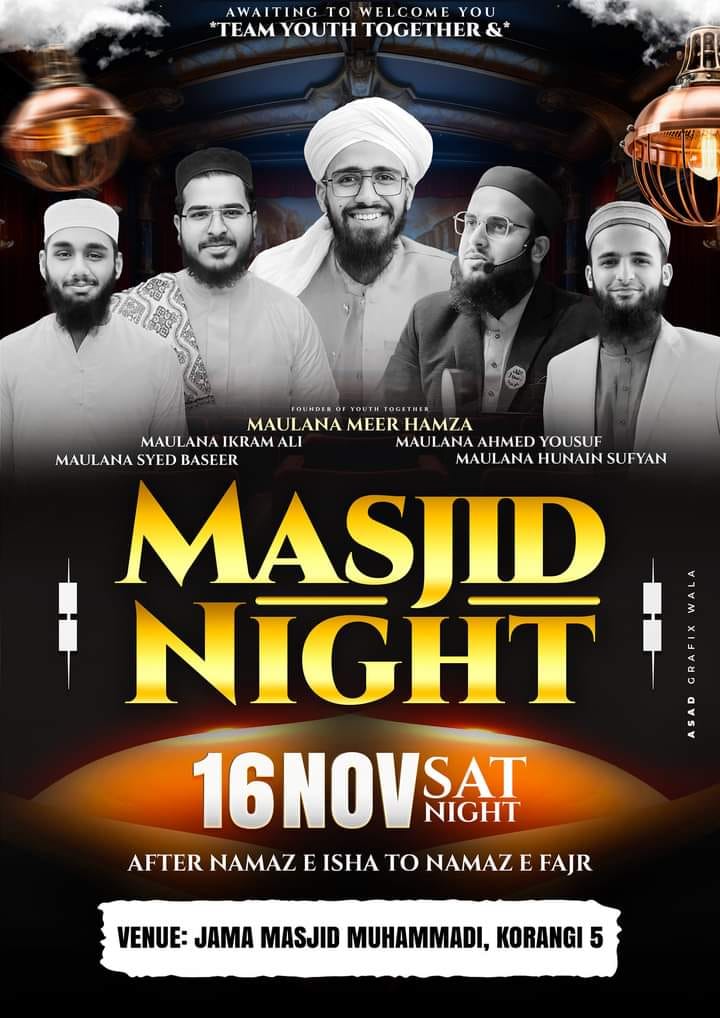 AWAITING TO WELCOME YOU
*TEAM YOUTH TOGETHER &*
FOUNDER OF YOUTH TOGETHER
MAULANA MEER HAMZA
MAULANA IKRAM ALI MAULANA AHMED YOUSUF
MAULANA SYED BASEER MAULANA HUNAIN SUFYAN
MASJID
NIGHT
ASAD GRAFIX WALA
16 NOV SAT
NIGHT
AFTER NAMAZ E ISHA TO NAMAZ E FAJR
VENUE: JAMA MASJID MUHAMMADI, KORANGI 5